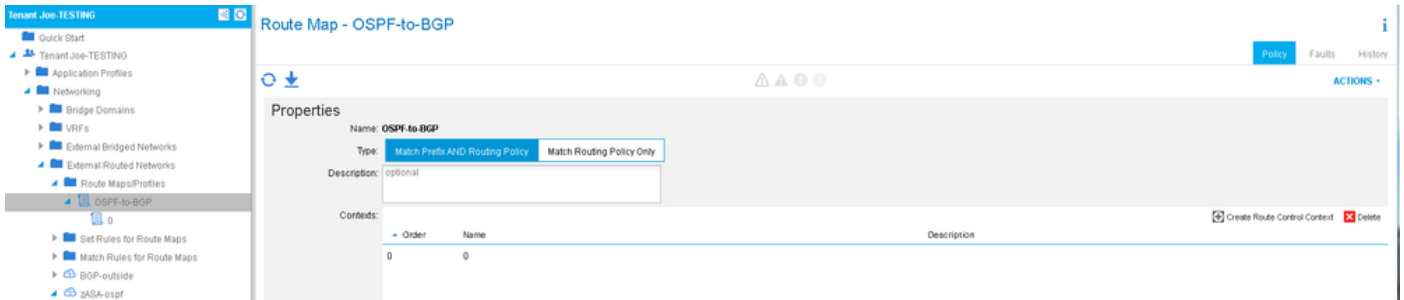 Tenant Joe-TESTING
Quick Start
Tenant Joe-TESTING
Application Profiles
Networking
Bridge Domains
VRFs
External Bridged Networks
External Routed Networks
Route Maps/Profiles
OSPF-to-BGP
0
Set Rules for Route Maps
Match Rules for Route Maps
BGP-outside
zASA-ospf
Route Map - OSPF-to-BGP
i
Policy Faults History
ACTIONS
Properties
Name: OSPF-to-BGP
Type: Match Prefix AND Routing Policy Match Routing Policy Only
Description: optional
Contexts:
Create Route Control Context Delete
Order Name Description
0 0